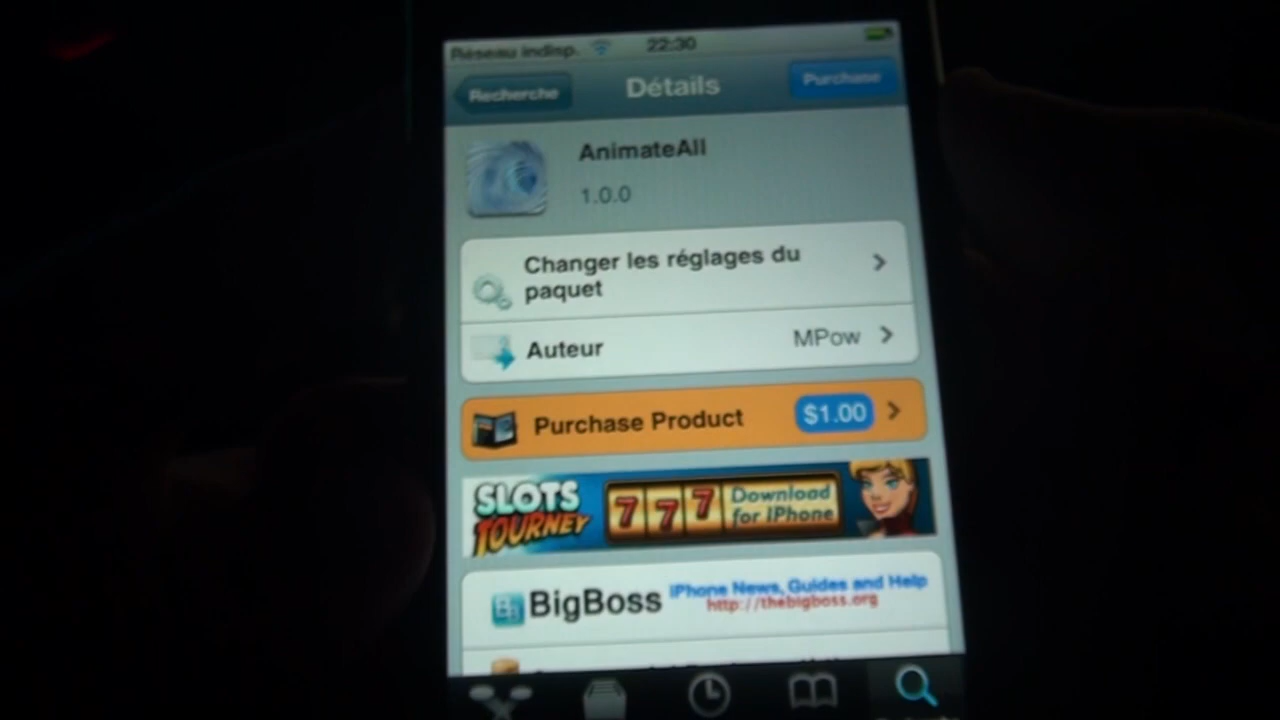 Réseau indisp. 22:30
Recherche Détails Purchase
AnimateAll
1.0.0
Changer les réglages du
paquet
Auteur MPow
Purchase Product $1.00
SLOTS
TOURNEY
777
Download
for iPhone
BigBoss
iPhone News, Guides and Help
http://thebigboss.org